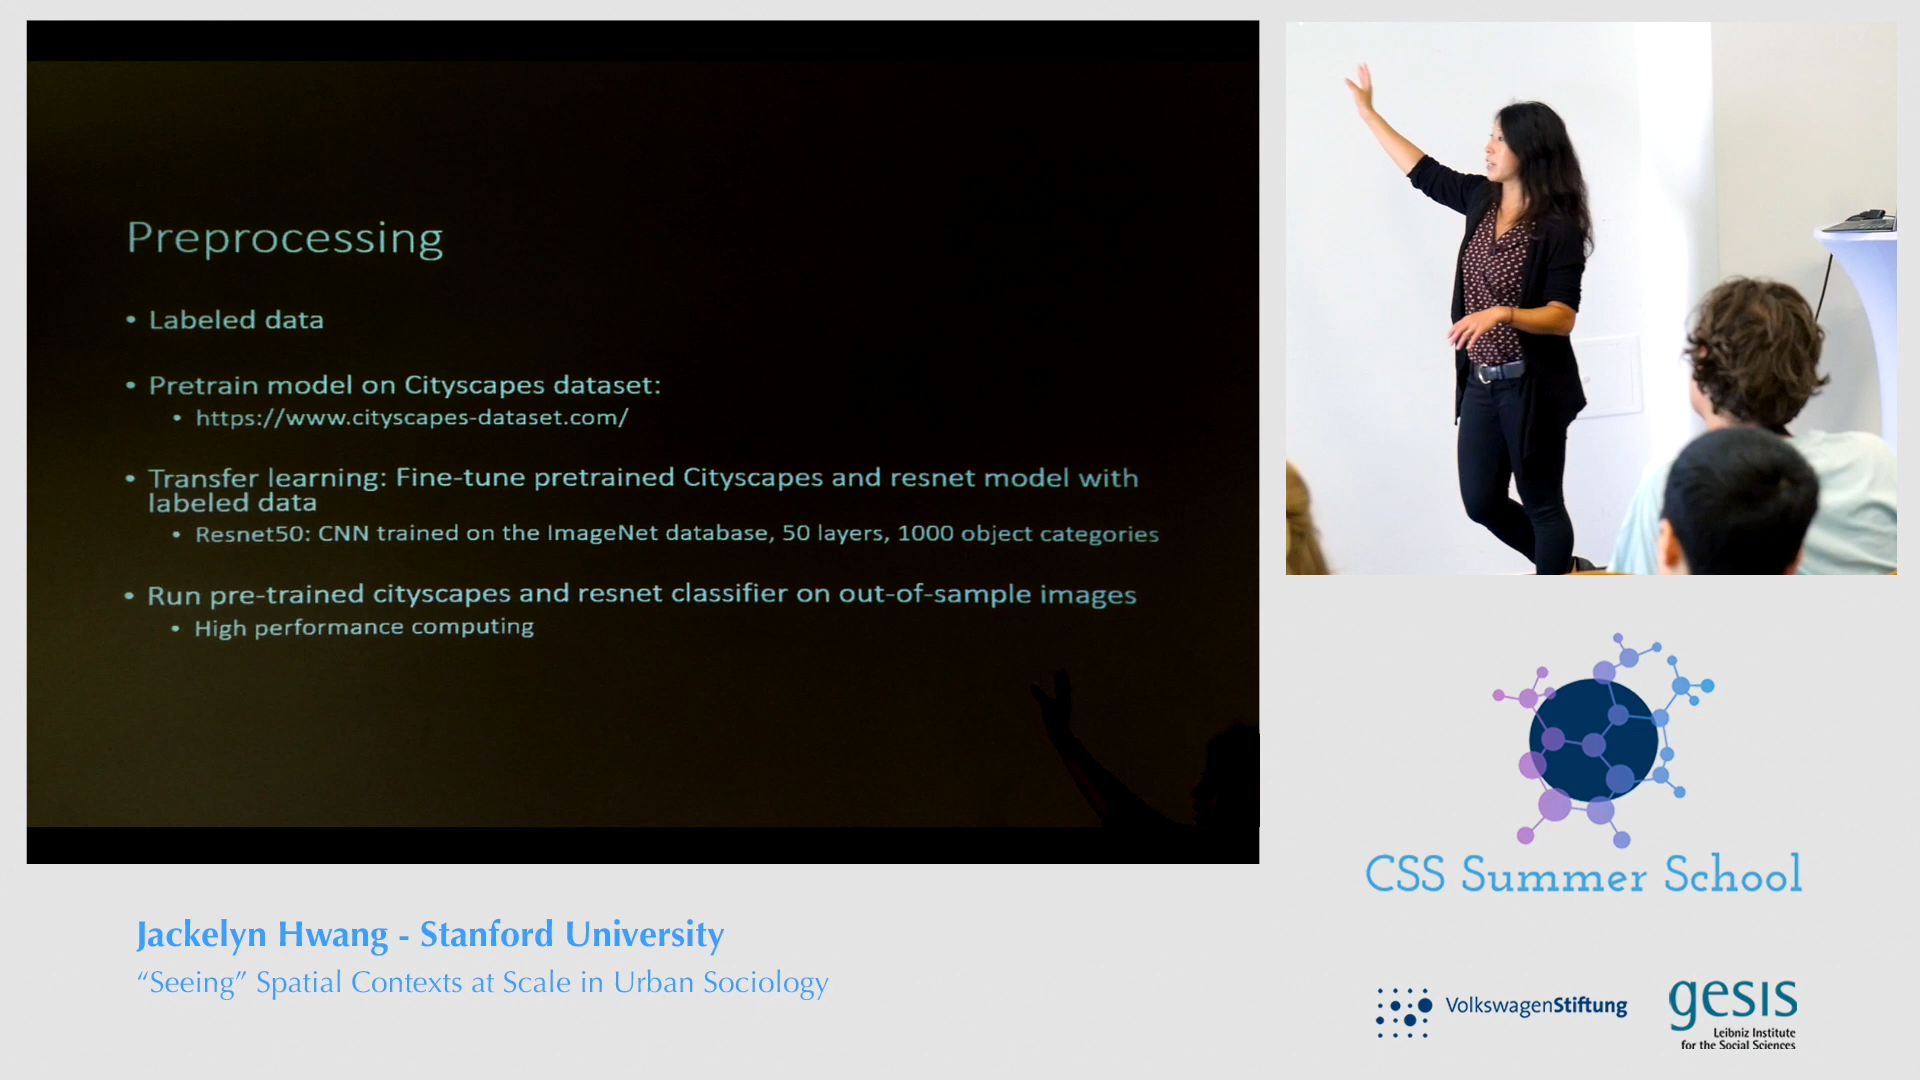 Preprocessing
• Labeled data
• Pretrain model on Cityscapes dataset:
• https://www.cityscapes-dataset.com/
• Transfer learning: Fine-tune pretrained Cityscapes and resnet model with
labeled data
• Resnet50: CNN trained on the ImageNet database, 50 layers, 1000 object categories
• Run pre-trained cityscapes and resnet classifier on out-of-sample images
• High performance computing
Jackelyn Hwang - Stanford University
“Seeing” Spatial Contexts at Scale in Urban Sociology
CSS Summer School
VolkswagenStiftung
gesis
Leibniz Institute
for the Social Sciences